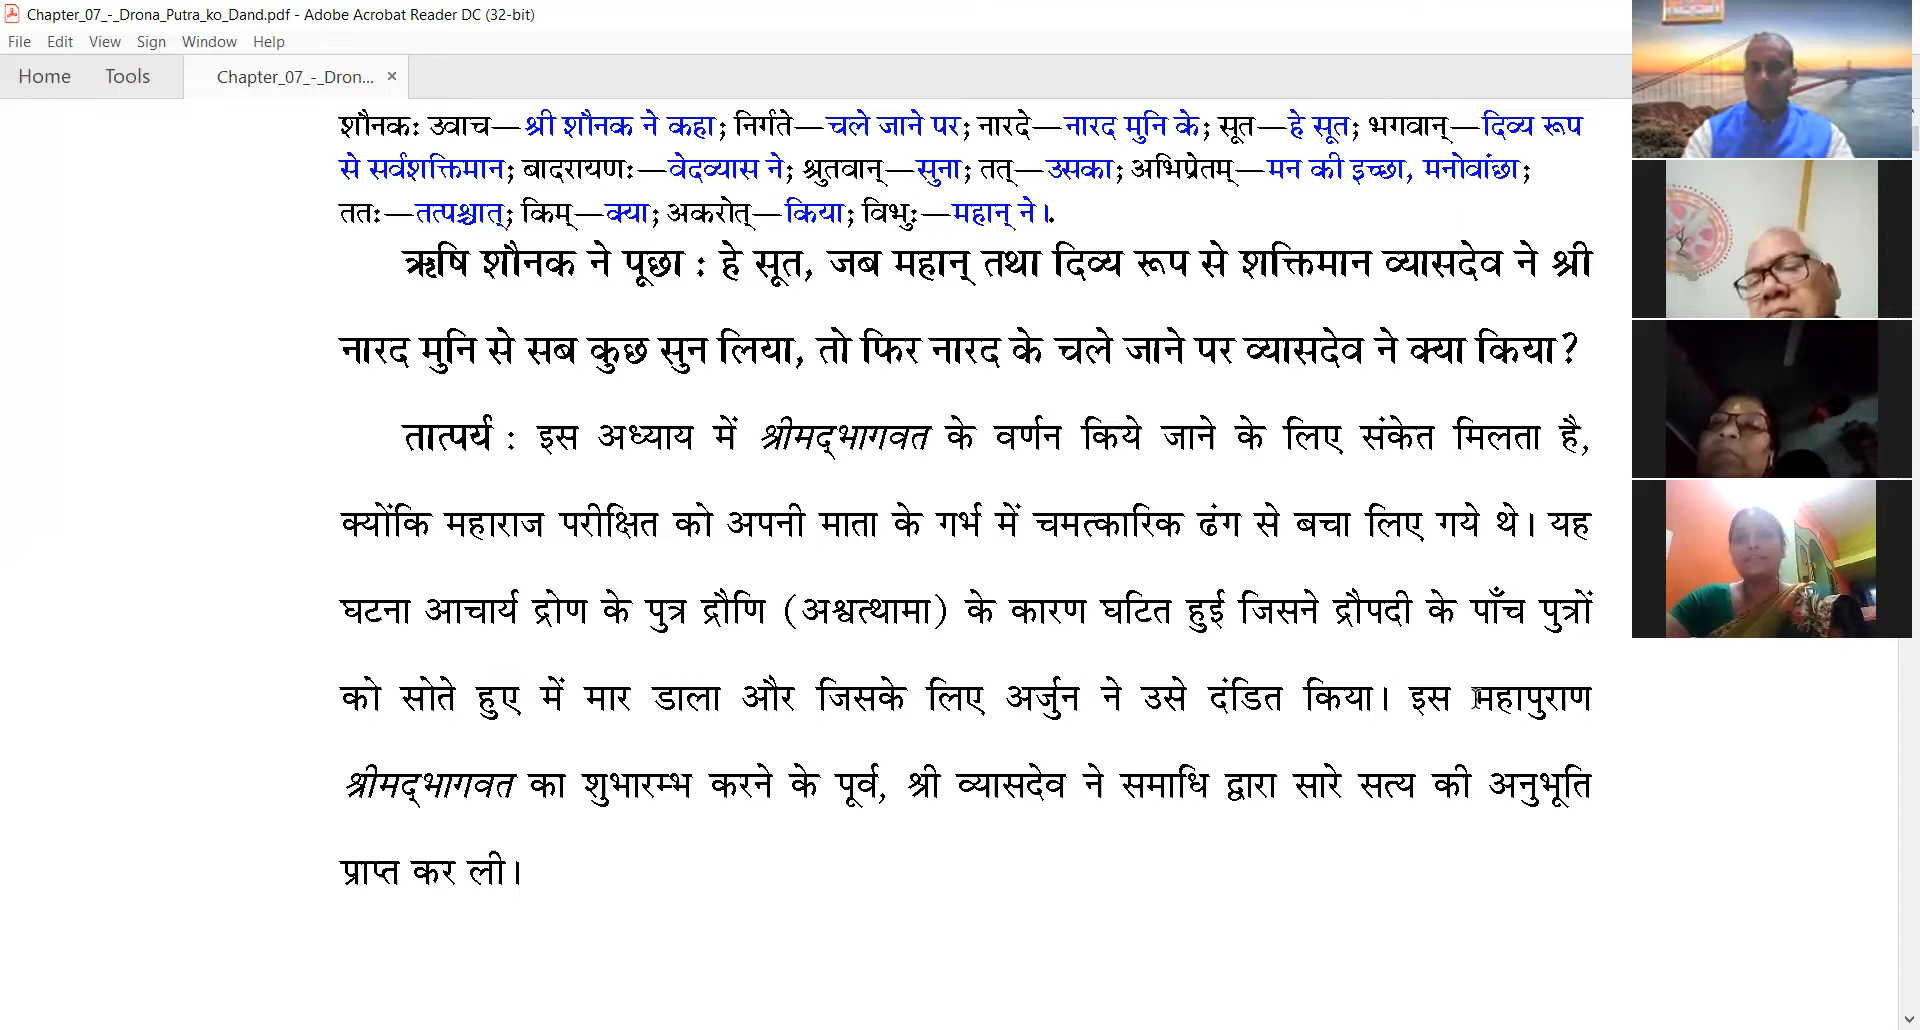 Chapter_07_-_Drona_Putra_ko_Dand.pdf - Adobe Acrobat Reader DC (32-bit)
File Edit View Sign Window Help
Home Tools Chapter_07_-_Dron... ×
शौनकः उवाच—श्री शौनक ने कहा; निर्गते—चले जाने पर; नारदे—नारद मुनि के; सूत—हे सूत; भगवान्—दिव्य रूप
से सर्वशक्तिमान; बादरायणः—वेदव्यास ने; श्रुतवान्—सुना; तत्—उसका; अभिप्रेतम्—मन की इच्छा, मनोवांछा;
ततः—तत्पश्चात्; किम्—क्या; अकरोत्—किया; विभुः—महान् ने।.
ऋषि शौनक ने पूछा : हे सूत, जब महान् तथा दिव्य रूप से शक्तिमान व्यासदेव ने श्री
नारद मुनि से सब कुछ सुन लिया, तो फिर नारद के चले जाने पर व्यासदेव ने क्या किया?
तात्पर्य : इस अध्याय में श्रीमद्भागवत के वर्णन किये जाने के लिए संकेत मिलता है,
क्योंकि महाराज परीक्षित को अपनी माता के गर्भ में चमत्कारिक ढंग से बचा लिए गये थे। यह
घटना आचार्य द्रोण के पुत्र द्रौणि (अश्वत्थामा) के कारण घटित हुई जिसने द्रौपदी के पाँच पुत्रों
को सोते हुए में मार डाला और जिसके लिए अर्जुन ने उसे दंडित किया। इस महापुराण
श्रीमद्भागवत का शुभारम्भ करने के पूर्व, श्री व्यासदेव ने समाधि द्वारा सारे सत्य की अनुभूति
प्राप्त कर ली।